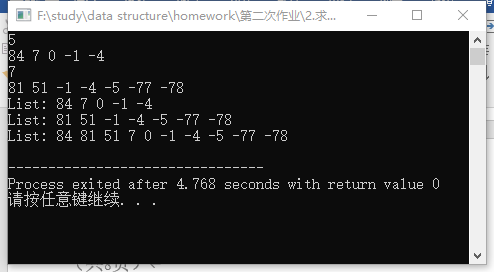 F:\study\data structure\homework\第二次作业\2.求...
5
84 7 0 -1 -4
7
81 51 -1 -4 -5 -77 -78
List: 84 7 0 -1 -4
List: 81 51 -1 -4 -5 -77 -78
List: 84 81 51 7 0 -1 -4 -5 -77 -78
--------------------------------
Process exited after 4.768 seconds with return value 0
请按任意键继续. . .